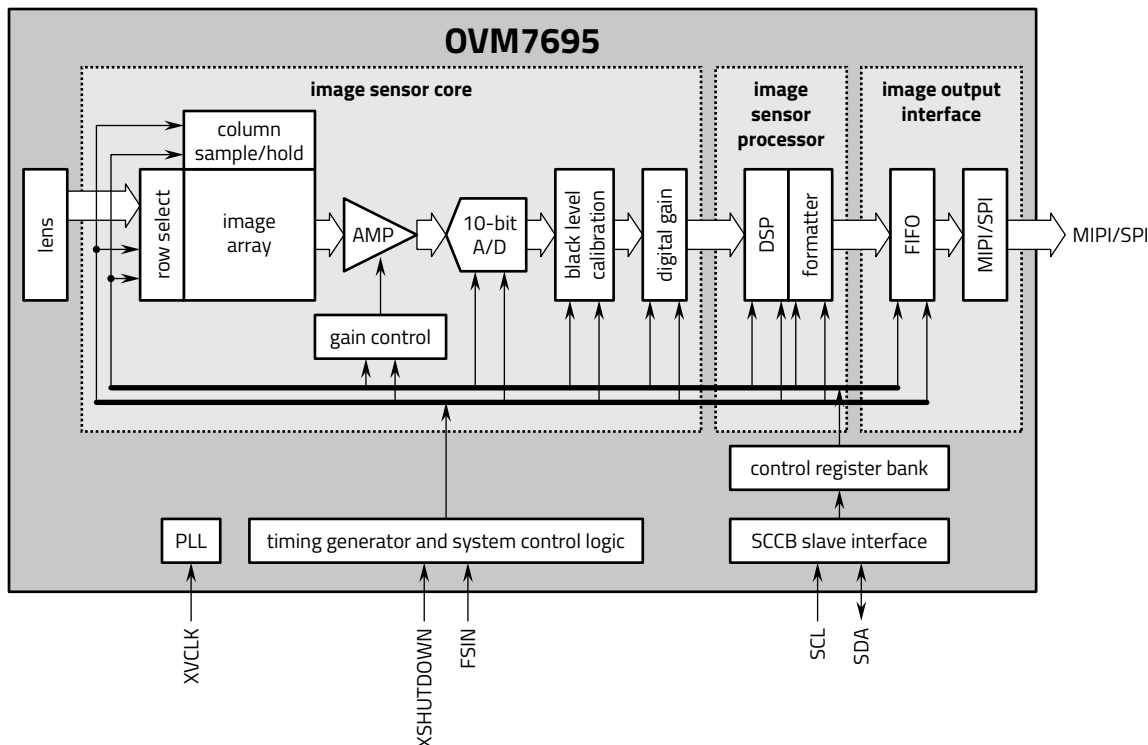 OVM7695
image sensor core
image
sensor
processor
image output
interface
column
sample/hold
lens
row select
image
array
AMP
10-bit
A/D
black level
calibration
digital gain
DSP
formatter
FIFO
MIPI/SPI
MIPI/SPI
gain control
control register bank
PLL
timing generator and system control logic
SCCB slave interface
XVCLK
XSHUTDOWN
FSIN
SCL
SDA